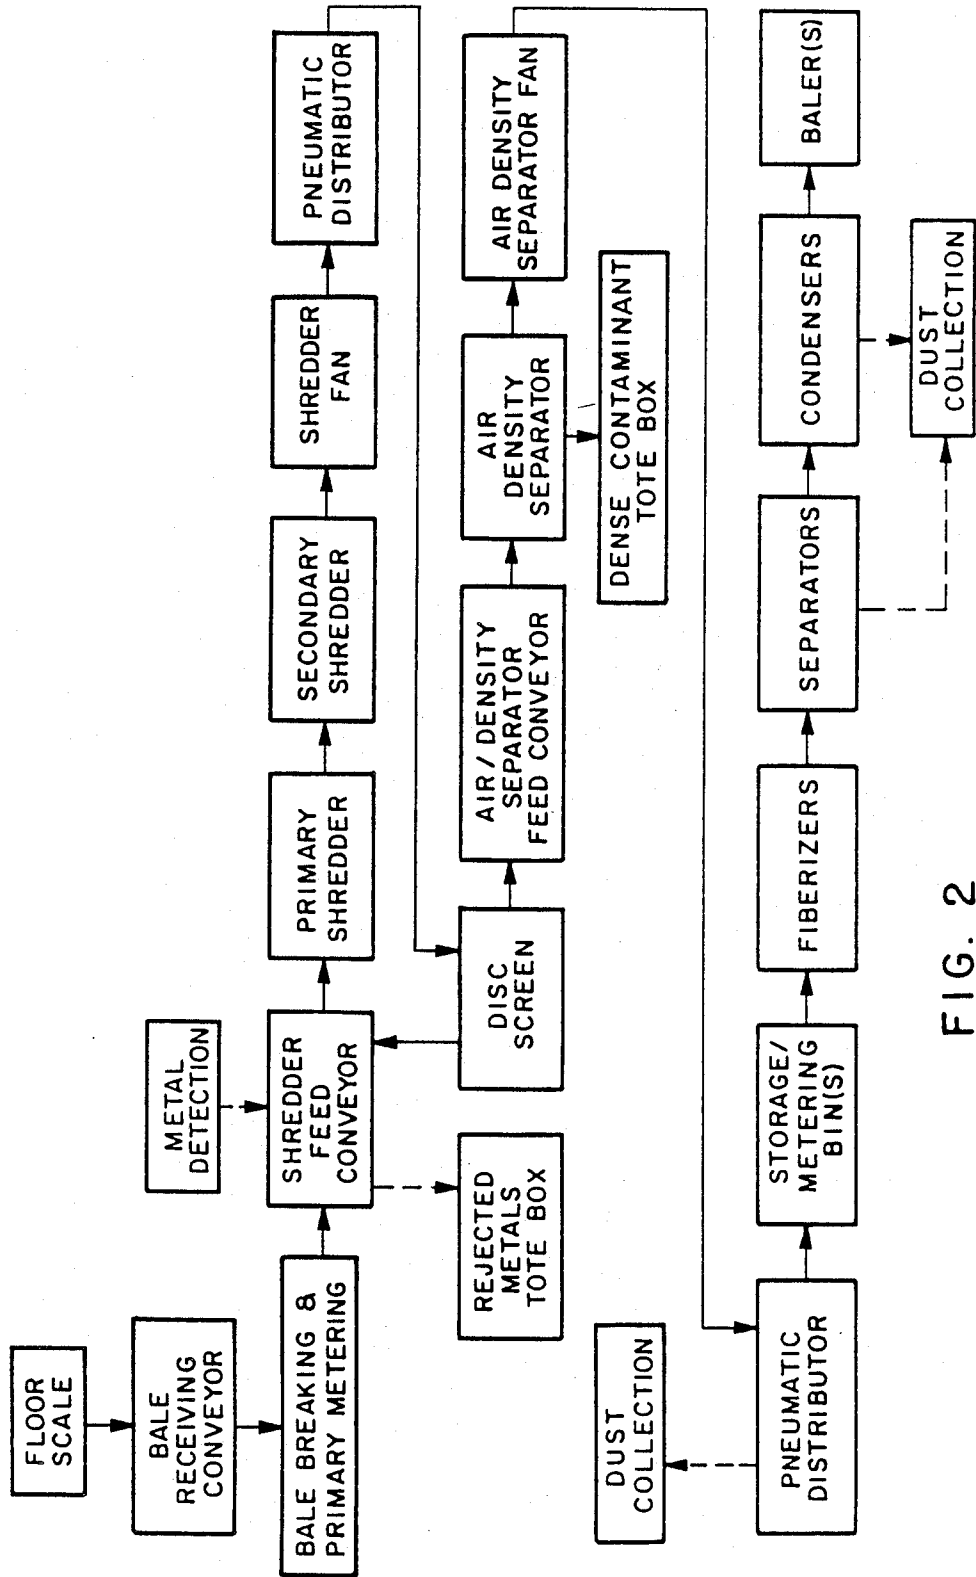 FLOOR
SCALE
BALE
RECEIVING
CONVEYOR
BALE BREAKING &
PRIMARY METERING
METAL
DETECTION
SHREDDER
FEED
CONVEYOR
REJECTED
METALS
TOTE BOX
PRIMARY
SHREDDER
SECONDARY
SHREDDER
SHREDDER
FAN
PNEUMATIC
DISTRIBUTOR
DISC
SCREEN
AIR/DENSITY
SEPARATOR
FEED CONVEYOR
AIR
DENSITY
SEPARATOR
DENSE CONTAMINANT
TOTE BOX
AIR DENSITY
SEPARATOR FAN
DUST
COLLECTION
PNEUMATIC
DISTRIBUTOR
STORAGE/
METERING
BIN(S)
FIBERIZERS
SEPARATORS
CONDENSERS
BALER(S)
DUST
COLLECTION
FIG. 2